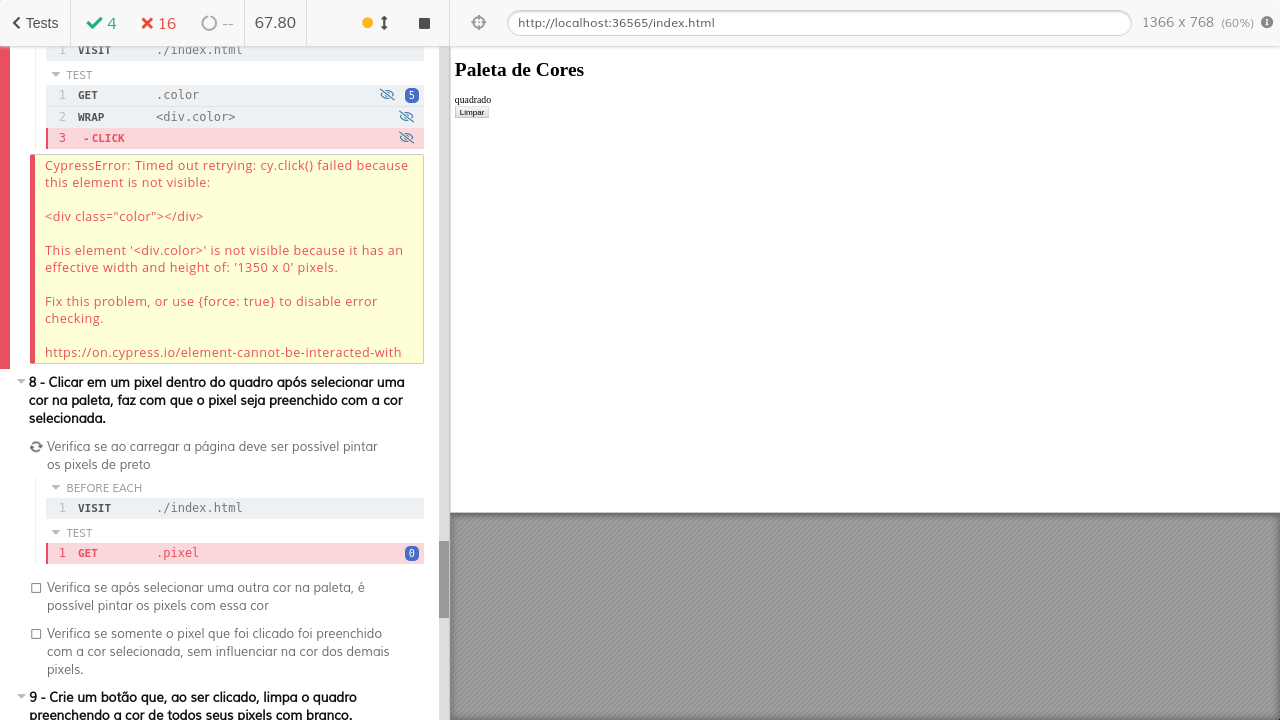 Tests
4
16
--
67.80
http://localhost:36565/index.html
1366 x 768 (60%)
1 VISIT ./index.html
TEST
1 GET .color 5
2 WRAP <div.color>
3 -CLICK
CypressError: Timed out retrying: cy.click() failed because
this element is not visible:
<div class="color"></div>
This element '<div.color>' is not visible because it has an
effective width and height of: '1350 x 0' pixels.
Fix this problem, or use {force: true} to disable error
checking.
https://on.cypress.io/element-cannot-be-interacted-with
8 - Clicar em um pixel dentro do quadro após selecionar uma
cor na paleta, faz com que o pixel seja preenchido com a cor
selecionada.
Verifica se ao carregar a página deve ser possível pintar
os pixels de preto
BEFORE EACH
1 VISIT ./index.html
TEST
1 GET .pixel 0
Verifica se após selecionar uma outra cor na paleta, é
possível pintar os pixels com essa cor
Verifica se somente o pixel que foi clicado foi preenchido
com a cor selecionada, sem influenciar na cor dos demais
pixels.
9 - Crie um botão que, ao ser clicado, limpa o quadro
preenchendo a cor de todos seus pixels com branco.
Paleta de Cores
quadrado
Limpar